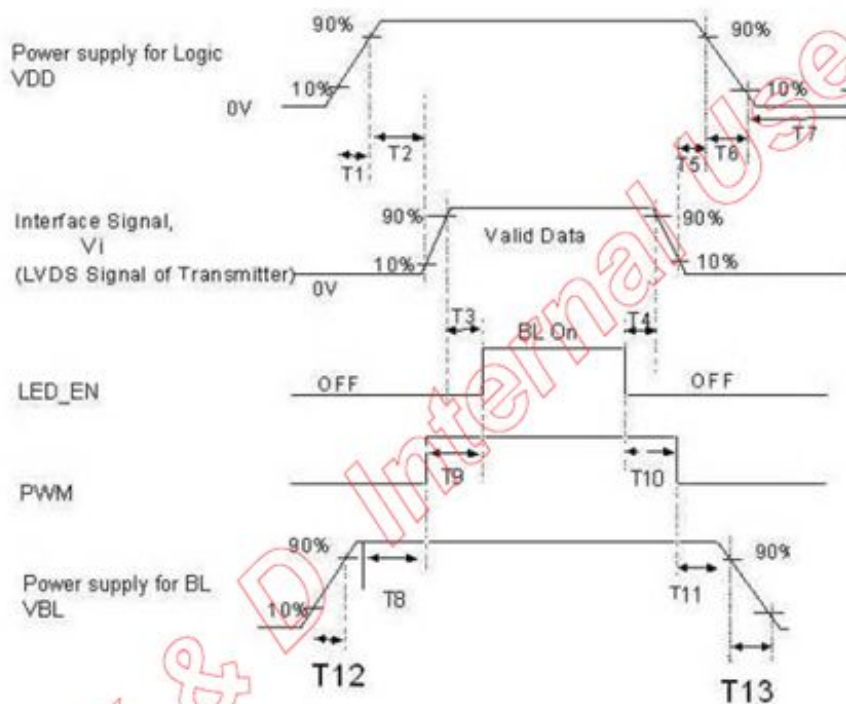 90%
90%
Power supply for Logic
VDD
10%
10%
0V
T7
T2
T6
T1
T5
Interface Signal,
Vi
90%
90%
Valid Data
(LVDS Signal of Transmitter)
10%
10%
0V
T3
T4
BL On
LED_EN
OFF
OFF
T9
T10
PWM
90%
90%
Power supply for BL
VBL
T8
T11
10%
T12
T13
& D Internal Use